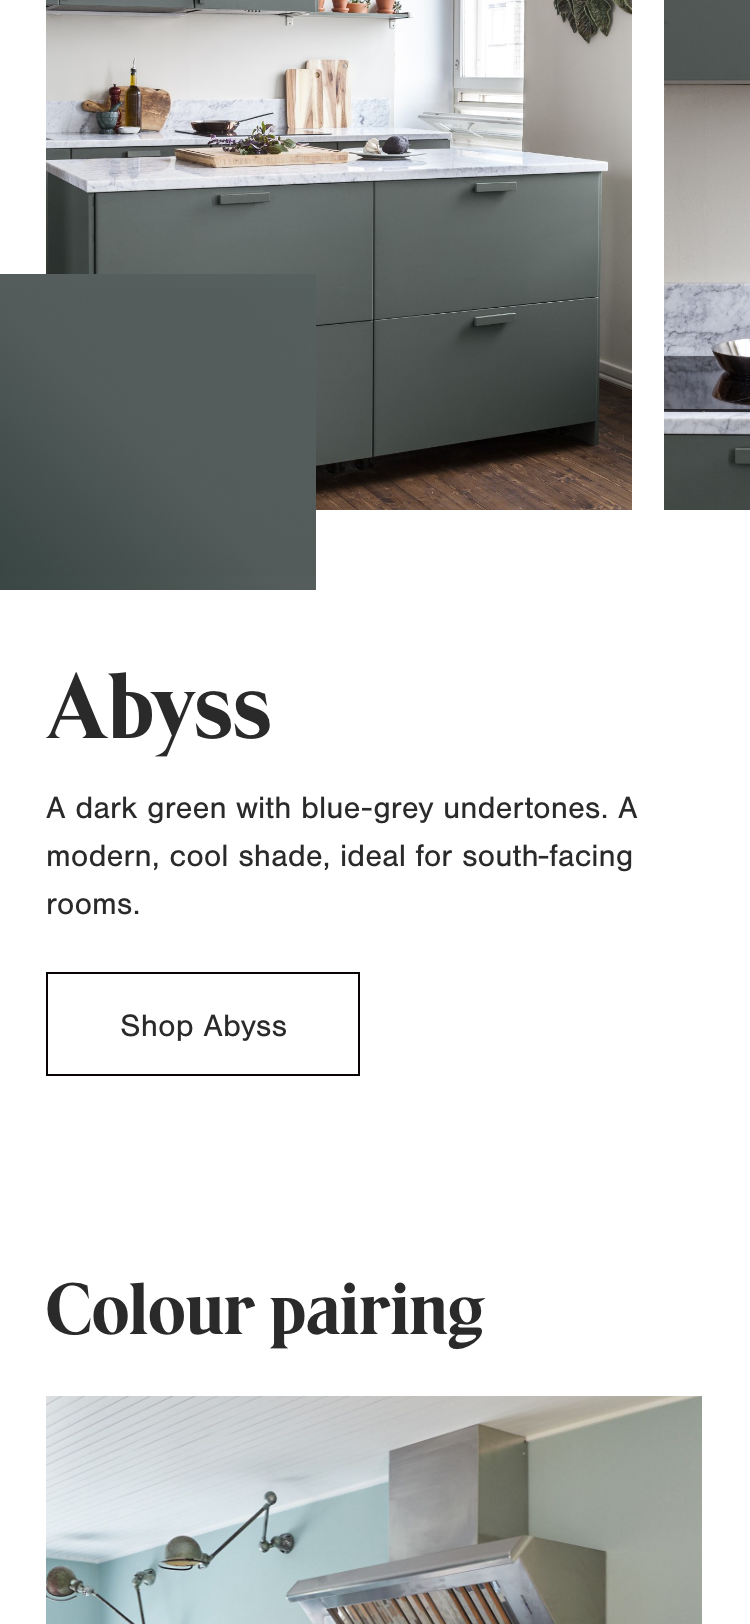 Abyss
A dark green with blue-grey undertones. A
modern, cool shade, ideal for south-facing
rooms.
Shop Abyss
Colour pairing